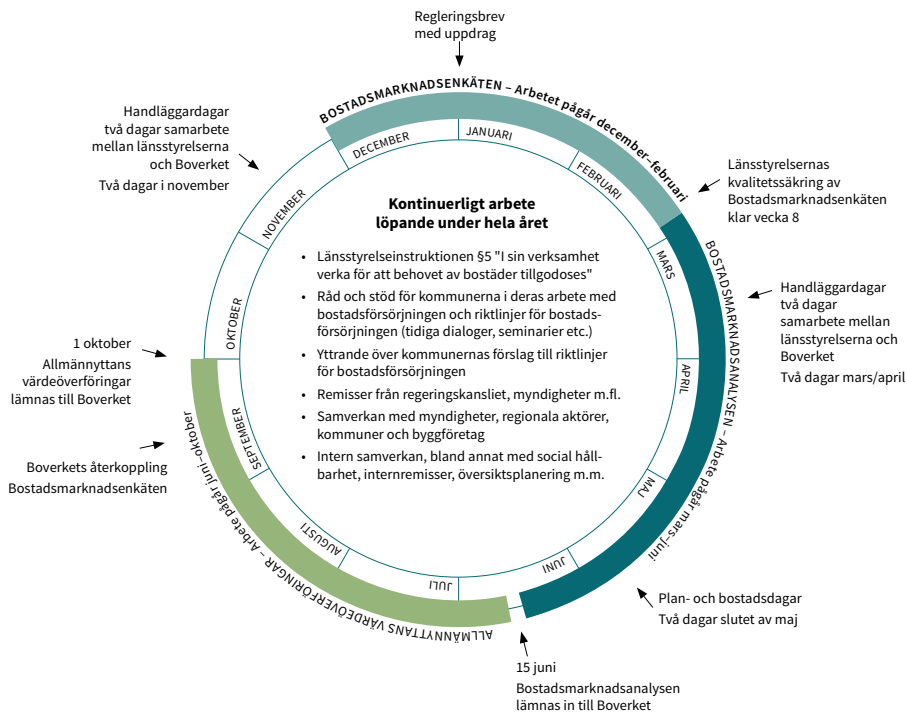 Regleringsbrev
med uppdrag
BOSTADSMARKNADSENKÄTEN – Arbetet pågår december–februari
Handläggardagar
två dagar samarbete
mellan länsstyrelserna
och Boverket
Två dagar i november
Länsstyrelsernas
kvalitetssäkring av
Bostadsmarknadsenkäten
klar vecka 8
BOSTADSMARKNADSANALYSEN – Arbete pågår mars–juni
Handläggardagar
två dagar
samarbete mellan
länsstyrelserna och
Boverket
Två dagar mars/april
Plan- och bostadsdagar
Två dagar slutet av maj
15 juni
Bostadsmarknadsanalysen
lämnas in till Boverket
ALLMÄNNYTTANS VÄRDEÖVERFÖRINGAR – Arbete pågår juni–oktober
Boverkets återkoppling
Bostadsmarknadsenkäten
1 oktober
Allmännyttans
värdeöverföringar
lämnas till Boverket
JANUARI
FEBRUARI
MARS
APRIL
MAJ
JUNI
JULI
AUGUSTI
SEPTEMBER
OKTOBER
NOVEMBER
DECEMBER
Kontinuerligt arbete
löpande under hela året
• Länsstyrelseinstruktionen §5 "I sin verksamhet
verka för att behovet av bostäder tillgodoses"
• Råd och stöd för kommunerna i deras arbete med
bostadsförsörjningen och riktlinjer för bostads-
försörjningen (tidiga dialoger, seminarier etc.)
• Yttrande över kommunernas förslag till riktlinjer
för bostadsförsörjningen
• Remisser från regeringskansliet, myndigheter m.fl.
• Samverkan med myndigheter, regionala aktörer,
kommuner och byggföretag
• Intern samverkan, bland annat med social håll-
barhet, internremisser, översiktsplanering m.m.